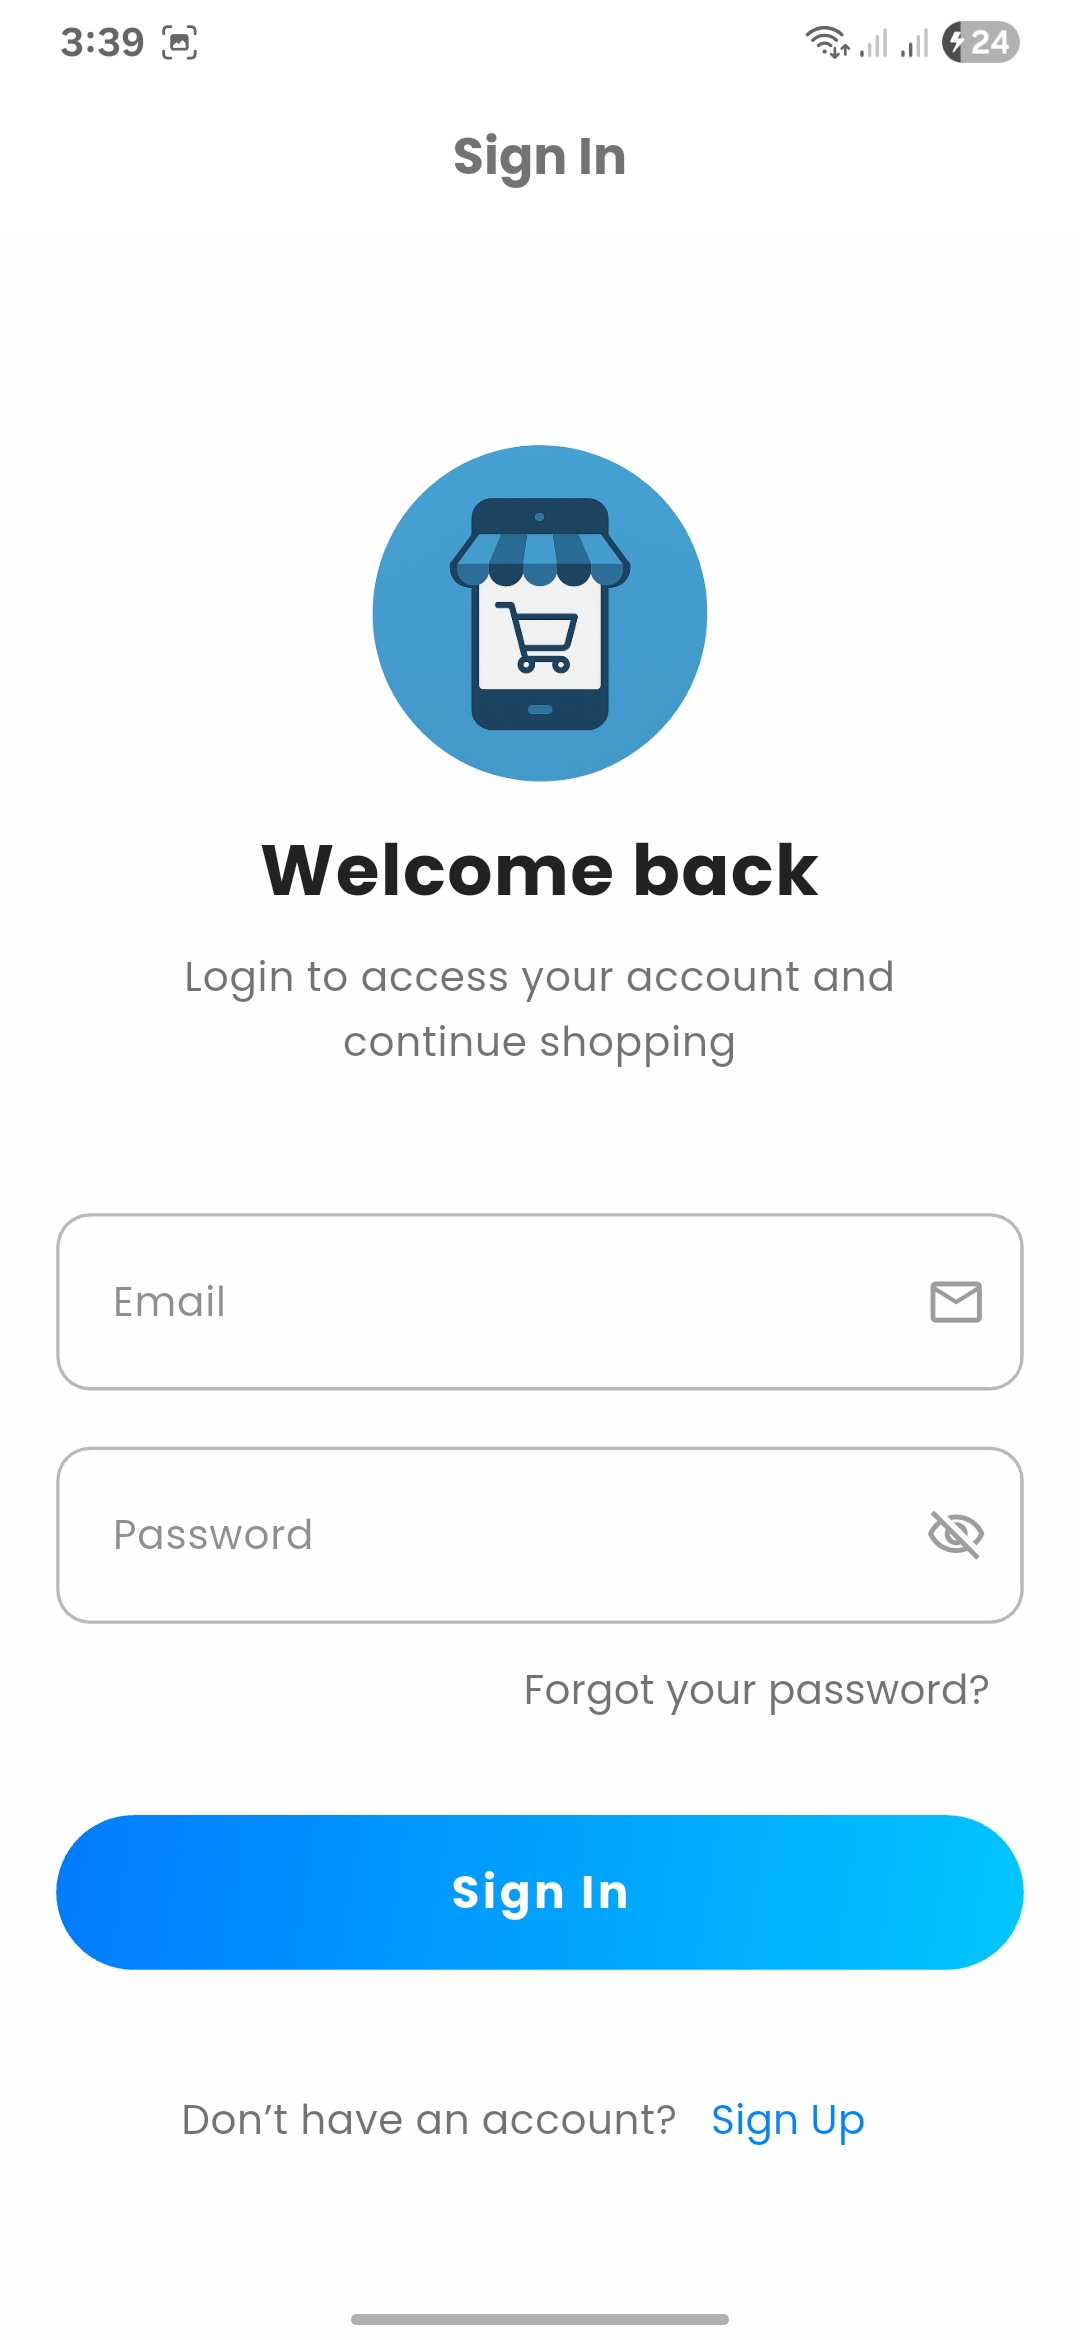 3:39
24
Sign In
Welcome back
Login to access your account and
continue shopping
Email
Password
Forgot your password?
Sign In
Don’t have an account? Sign Up